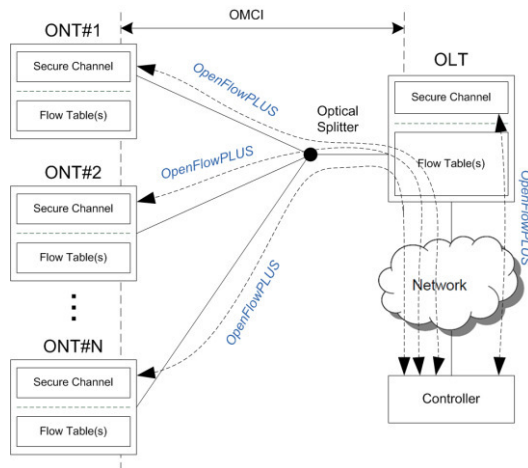 OMCI
ONT#1
Secure Channel
Flow Table(s)
OpenFlowPLUS
Optical
Splitter
OLT
Secure Channel
Flow Table(s)
ONT#2
Secure Channel
Flow Table(s)
OpenFlowPLUS
OpenFlowPLUS
OpenFlowPLUS
Network
ONT#N
Secure Channel
Flow Table(s)
Controller